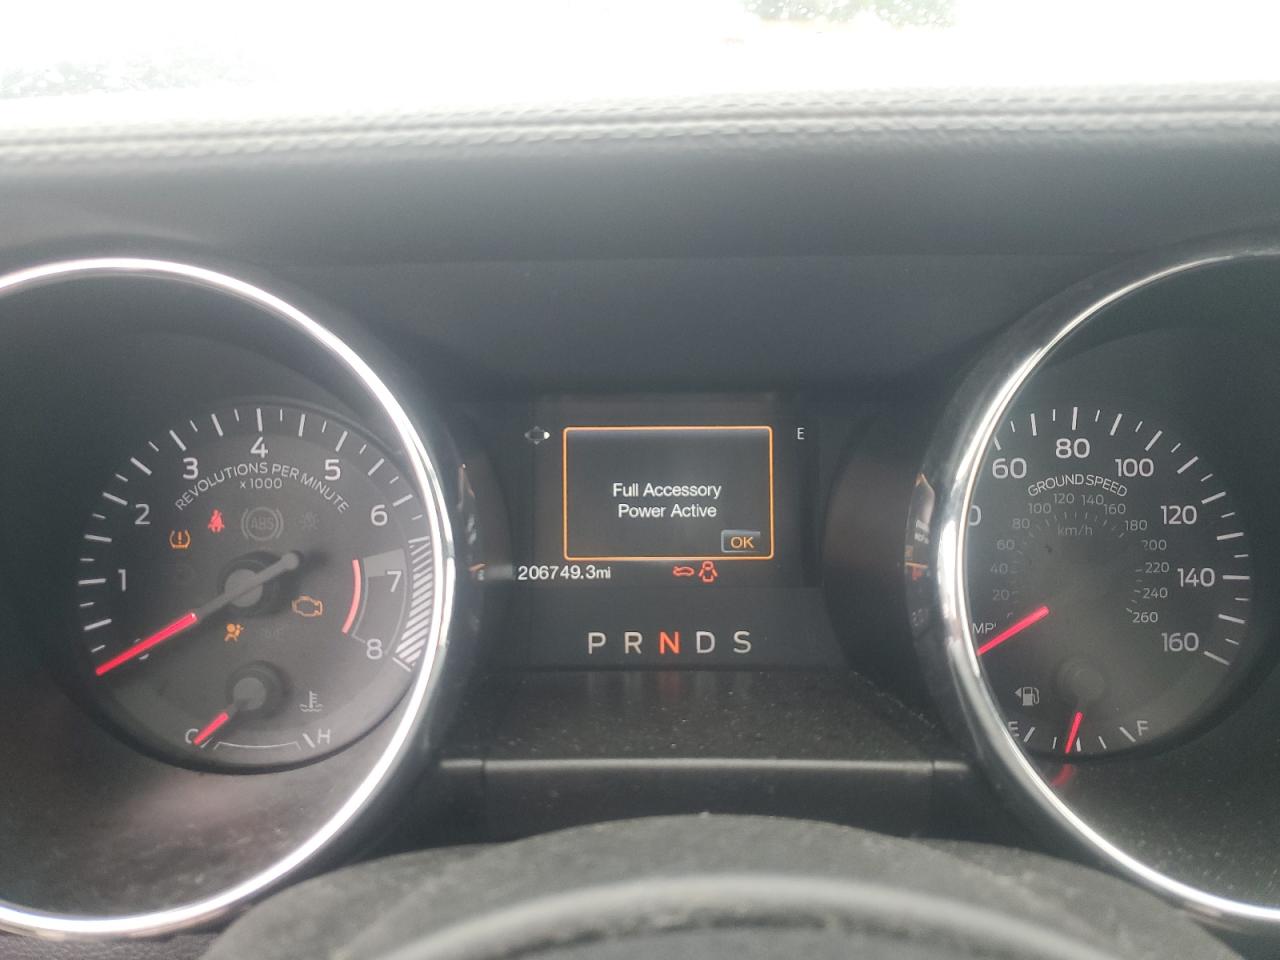 4
3
5
REVOLUTIONS PER MINUTE
x1000
2
6
ABS
1
7
8
C
H
E
Full Accessory
Power Active
OK
206749.3mi
P R N D S
80
60
100
GROUND SPEED
120 140
100
160
0
80
km/h
180
120
60
200
40
220
140
20
240
260
MP
160
E
F